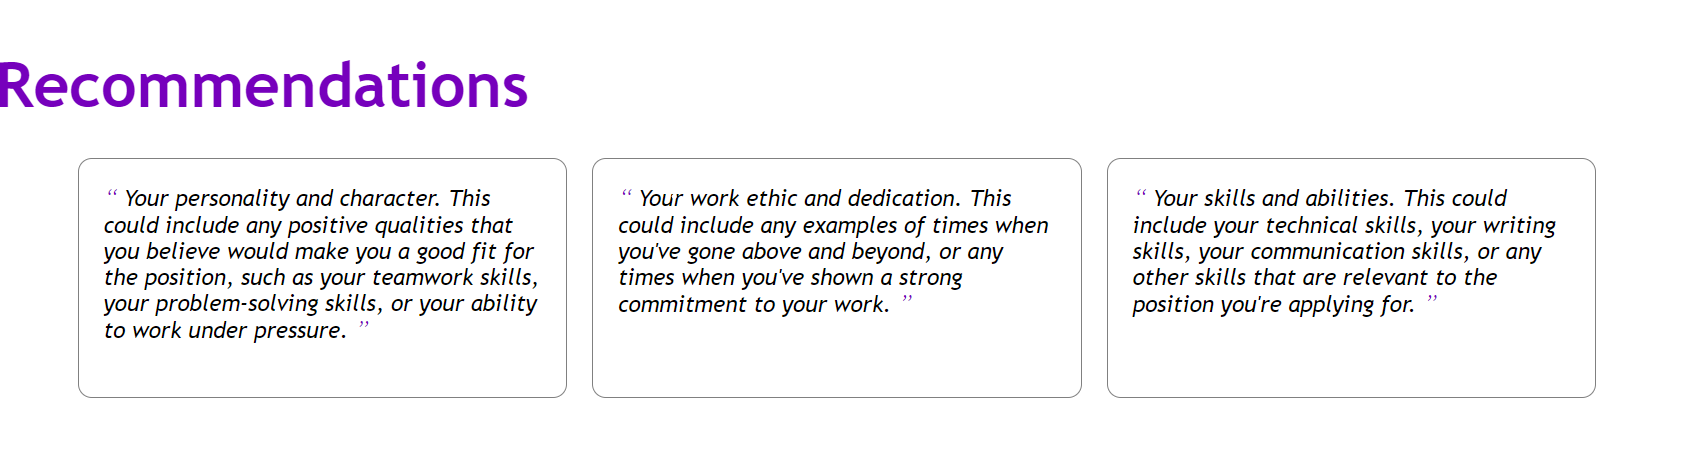 Recommendations
“ Your personality and character. This
could include any positive qualities that
you believe would make you a good fit for
the position, such as your teamwork skills,
your problem-solving skills, or your ability
to work under pressure. ”
“ Your work ethic and dedication. This
could include any examples of times when
you've gone above and beyond, or any
times when you've shown a strong
commitment to your work. ”
“ Your skills and abilities. This could
include your technical skills, your writing
skills, your communication skills, or any
other skills that are relevant to the
position you're applying for. ”